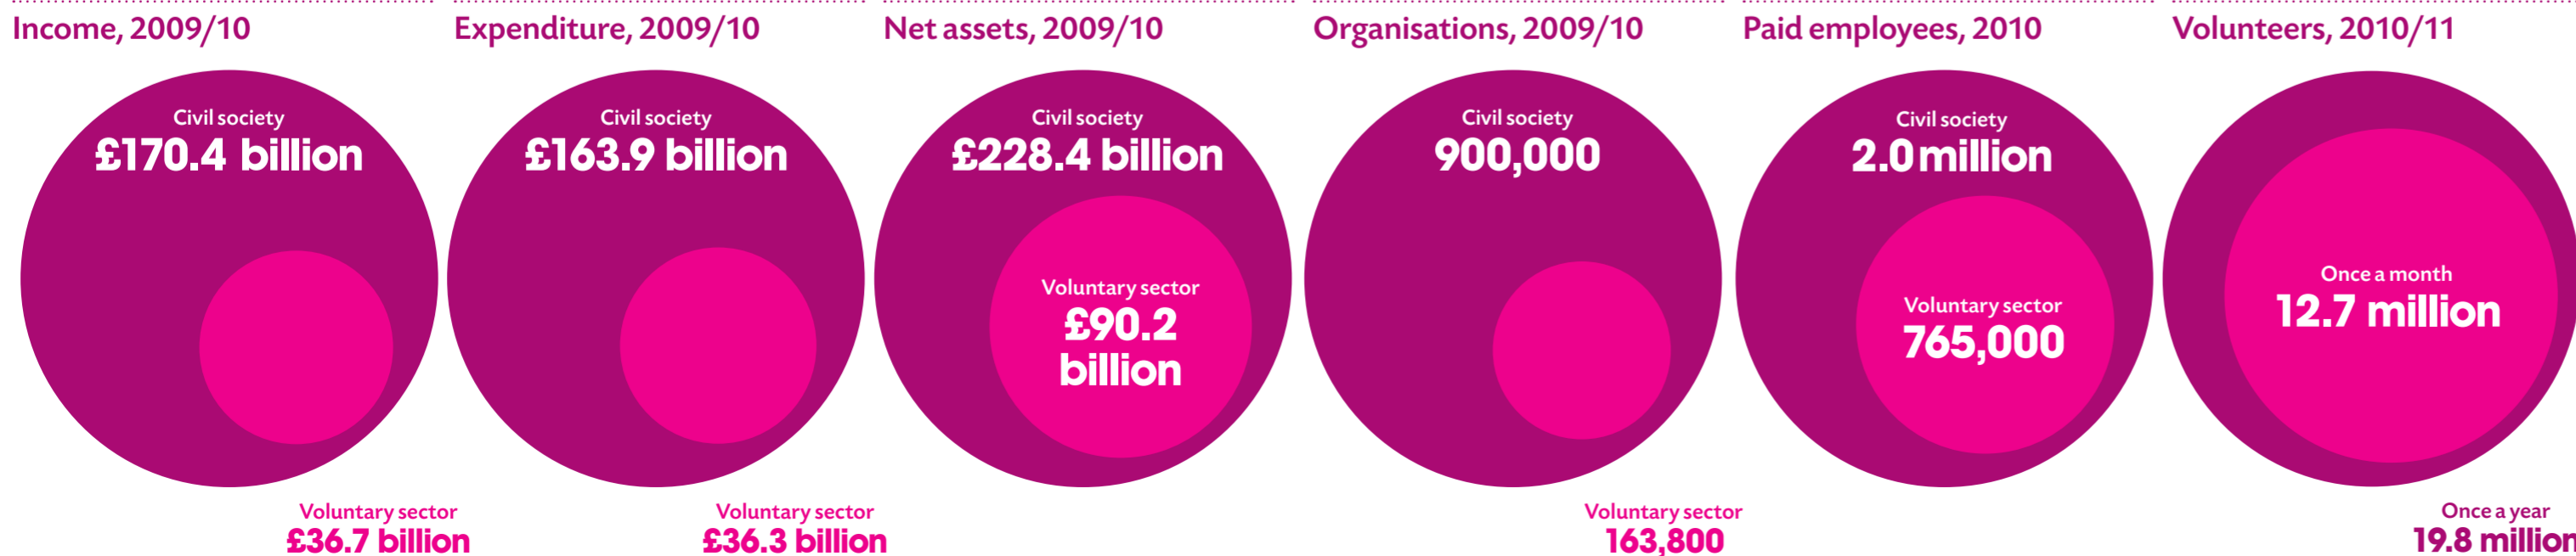 Income, 2009/10
Civil society
£170.4 billion
Voluntary sector
£36.7 billion
Expenditure, 2009/10
Civil society
£163.9 billion
Voluntary sector
£36.3 billion
Net assets, 2009/10
Civil society
£228.4 billion
Voluntary sector
£90.2
billion
Organisations, 2009/10
Civil society
900,000
Voluntary sector
163,800
Paid employees, 2010
Civil society
2.0 million
Voluntary sector
765,000
Volunteers, 2010/11
Once a month
12.7 million
Once a year
19.8 million